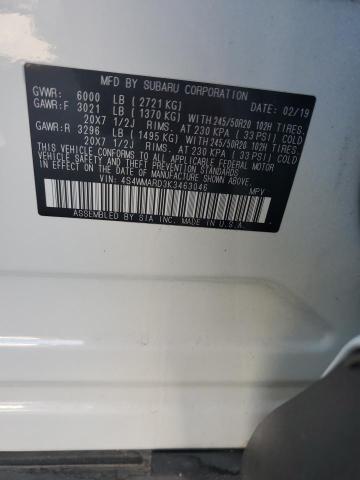 MFD BY SUBARU CORPORATION DATE: 02/19
GVWR: 6000 LB (2721 KG)
GAWR:F 3021 LB (1370 KG) WITH 245/50R20 102H TIRES.
20X7 1/2J RIMS. AT 230 KPA (33 PSI) COLD
GAWR:R 3296 LB (1495 KG) WITH 245/50R20 102H TIRES.
20X7 1/2J RIMS. AT 230 KPA (33 PSI) COLD
THIS VEHICLE CONFORMS TO ALL APPLICABLE FEDERAL MOTOR
VEHICLE SAFETY, BUMPER, AND THEFT PREVENTION STANDARDS
IN EFFECT ON THE DATE OF MANUFACTURE SHOWN ABOVE.
VIN: 4S4WMARD3K3463046 MPV
ASSEMBLED BY SIA INC. MADE IN U.S.A.